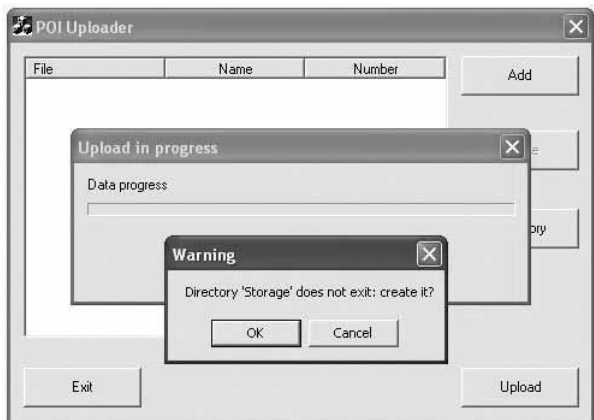 POI Uploader
File Name Number
Add
Upload in progress
e
Data progress
ory
Warning
Directory 'Storage' does not exit: create it?
OK Cancel
Exit Upload